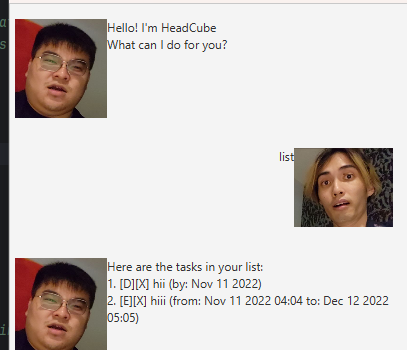 Hello! I'm HeadCube
What can I do for you?
list
Here are the tasks in your list:
1. [D][X] hii (by: Nov 11 2022)
2. [E][X] hiii (from: Nov 11 2022 04:04 to: Dec 12 2022
05:05)